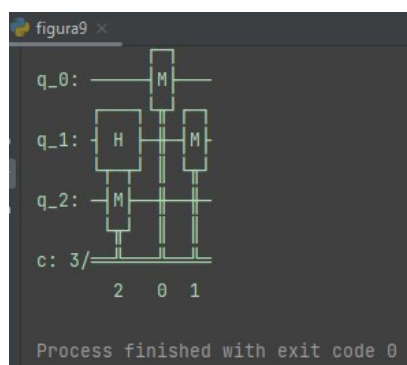 figura9 ×
q_0: M
q_1: H M
q_2: M
c: 3/
2 0 1
Process finished with exit code 0